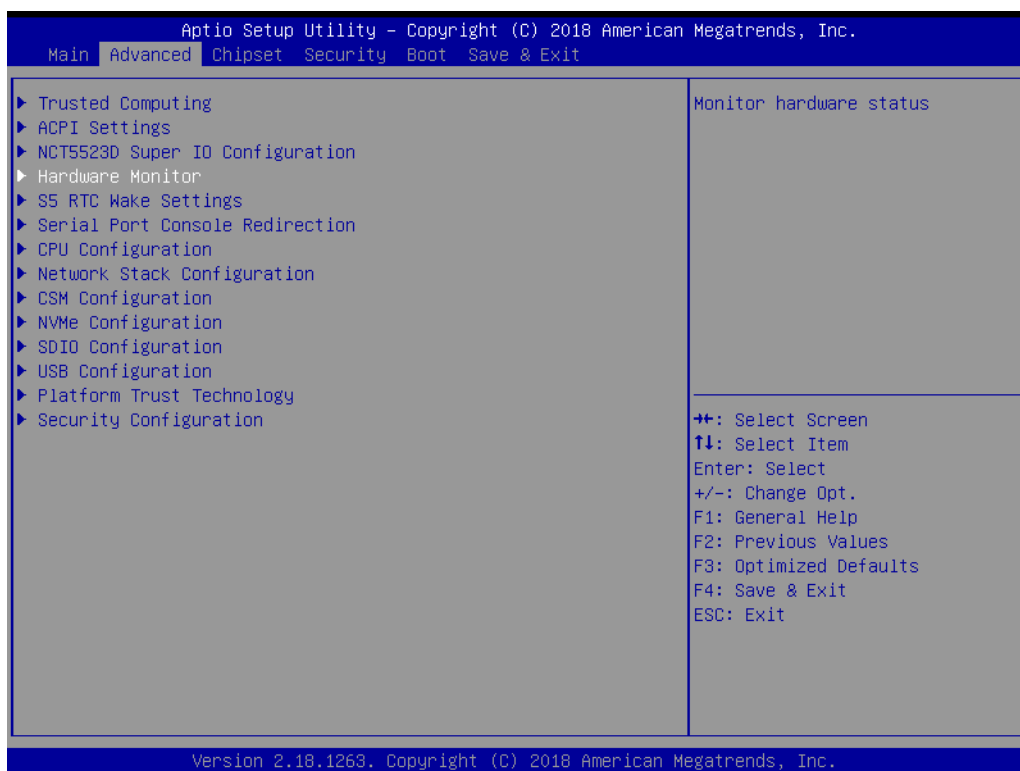 Aptio Setup Utility – Copyright (C) 2018 American Megatrends, Inc.
Main Advanced Chipset Security Boot Save & Exit
▶ Trusted Computing
▶ ACPI Settings
▶ NCT5523D Super IO Configuration
▶ Hardware Monitor
▶ S5 RTC Wake Settings
▶ Serial Port Console Redirection
▶ CPU Configuration
▶ Network Stack Configuration
▶ CSM Configuration
▶ NVMe Configuration
▶ SDIO Configuration
▶ USB Configuration
▶ Platform Trust Technology
▶ Security Configuration
Monitor hardware status
→←: Select Screen
↑↓: Select Item
Enter: Select
+/-: Change Opt.
F1: General Help
F2: Previous Values
F3: Optimized Defaults
F4: Save & Exit
ESC: Exit
Version 2.18.1263. Copyright (C) 2018 American Megatrends, Inc.